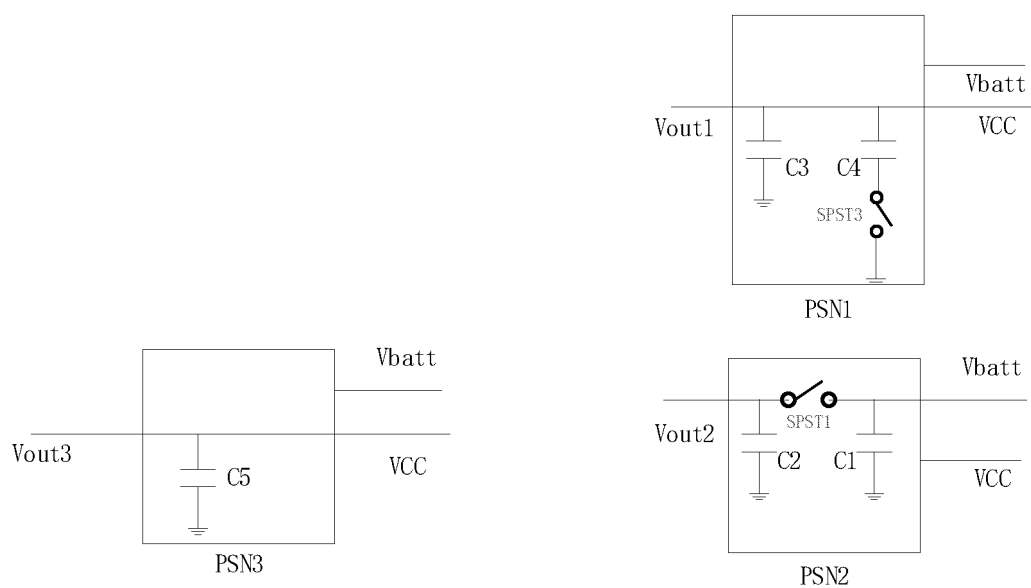 Vbatt
Vout1
VCC
C3
C4
SPST3
PSN1
Vbatt
Vout3
VCC
C5
PSN3
Vbatt
SPST1
Vout2
C2
C1
VCC
PSN2